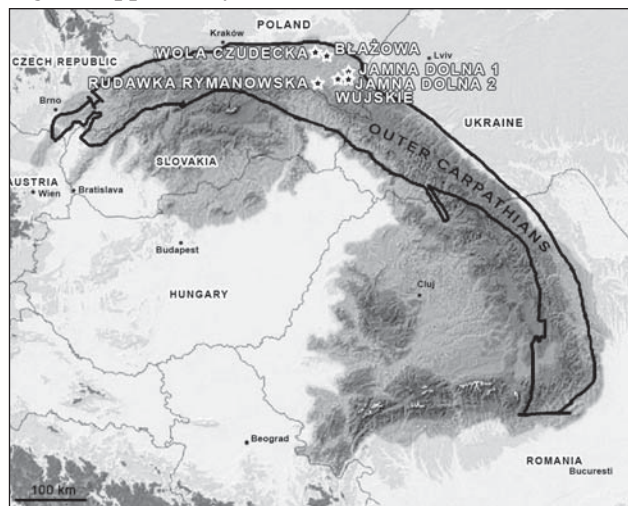 POLAND
Kraków
WOLA CZUDECKA
BŁAŻOWA
Lviv
CZECH REPUBLIC
JAMNA DOLNA 1
RUDAWKA RYMANOWSKA
JAMNA DOLNA 2
WUJSKIE
Brno
UKRAINE
OUTER CARPATHIANS
SLOVAKIA
AUSTRIA
Wien
Bratislava
Budapest
HUNGARY
Cluj
Beograd
ROMANIA
Bucuresti
100 km